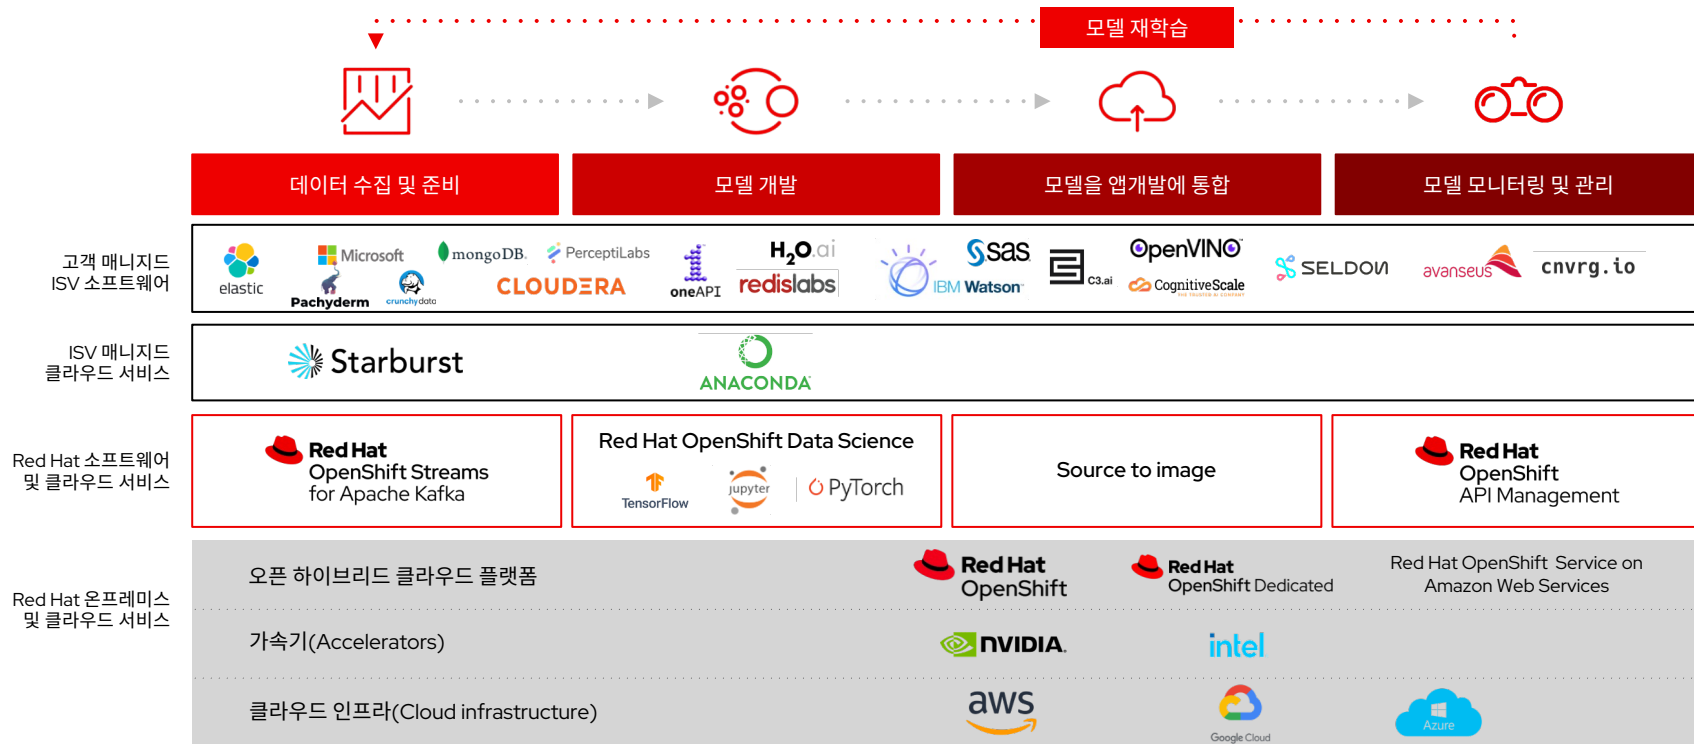 모델 재학습
데이터 수집 및 준비
모델 개발
모델을 앱개발에 통합
모델 모니터링 및 관리
고객 매니지드
ISV 소프트웨어
elastic
Microsoft
Pachyderm
mongoDB.
crunchydata
PerceptiLabs
CLOUDERA
oneAPI
H2O.ai
redislabs
IBM Watson
sas
C3.ai
OpenVINO
CognitiveScale
THE TRUSTED AI COMPANY
SELDON
avanseus
cnvrg.io
ISV 매니지드
클라우드 서비스
Starburst
ANACONDA
Red Hat 소프트웨어
및 클라우드 서비스
Red Hat
OpenShift Streams
for Apache Kafka
Red Hat OpenShift Data Science
TensorFlow
jupyter
PyTorch
Source to image
Red Hat
OpenShift
API Management
Red Hat 온프레미스
및 클라우드 서비스
오픈 하이브리드 클라우드 플랫폼
Red Hat
OpenShift
Red Hat
OpenShift Dedicated
Red Hat OpenShift Service on
Amazon Web Services
가속기(Accelerators)
NVIDIA.
intel
클라우드 인프라(Cloud infrastructure)
aws
Google Cloud
Azure